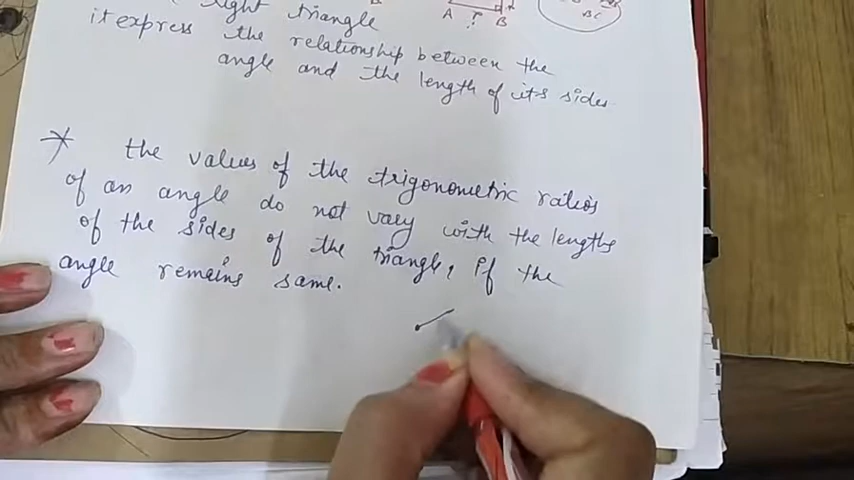 right triangle
it express the relationship between the
angle and the length of its sides
A ? B
BC
* the values of the trigonometric ratios
of an angle do not vary with the lengths
of the sides of the triangle, if the
angle remains same.